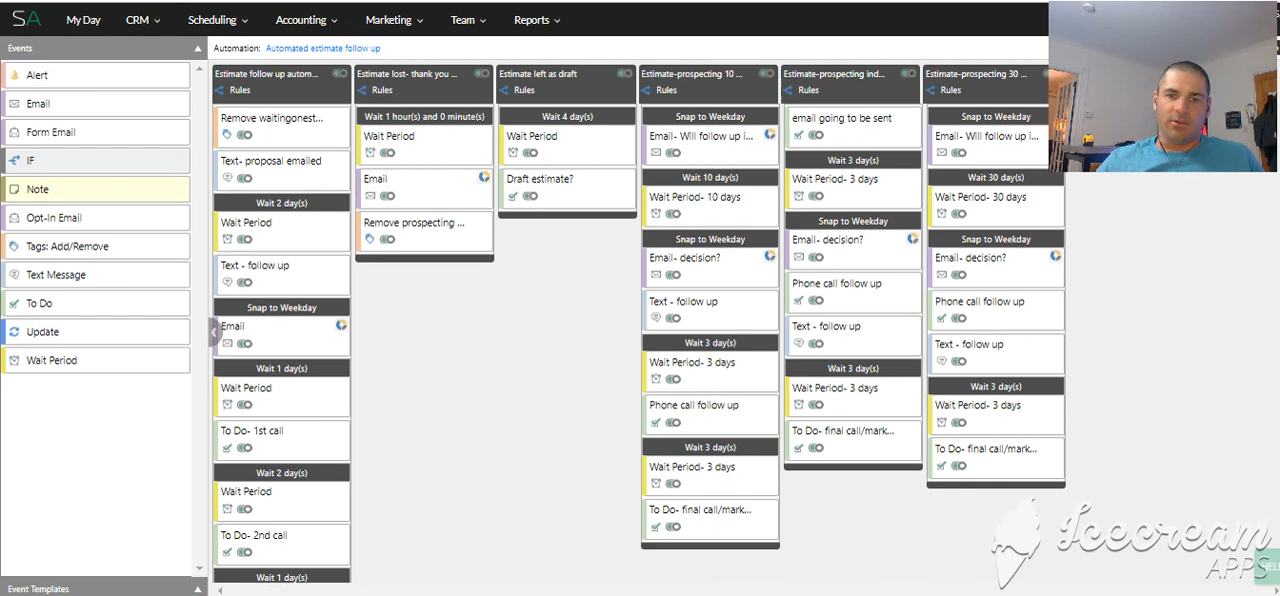 SA My Day CRM Scheduling Accounting Marketing Team Reports
Events
Alert
Email
Form Email
IF
Note
Opt-In Email
Tags: Add/Remove
Text Message
To Do
Update
Wait Period
Event Templates
Automation: Automated estimate follow up
Estimate follow up autom...
Rules
Remove waitingonest...
Text- proposal emailed
Wait 2 day(s)
Wait Period
Text - follow up
Snap to Weekday
Email
Wait 1 day(s)
Wait Period
To Do- 1st call
Wait 2 day(s)
Wait Period
To Do- 2nd call
Wait 1 day(s)
Estimate lost- thank you ...
Rules
Wait 1 hour(s) and 0 minute(s)
Wait Period
Email
Remove prospecting ...
Estimate left as draft
Rules
Wait 4 day(s)
Wait Period
Draft estimate?
Estimate-prospecting 10 ...
Rules
Snap to Weekday
Email- Will follow up i...
Wait 10 day(s)
Wait Period- 10 days
Snap to Weekday
Email- decision?
Text - follow up
Wait 3 day(s)
Wait Period- 3 days
Phone call follow up
Wait 3 day(s)
Wait Period- 3 days
To Do- final call/mark...
Estimate-prospecting ind...
Rules
email going to be sent
Wait 3 day(s)
Wait Period- 3 days
Snap to Weekday
Email- decision?
Phone call follow up
Text - follow up
Wait 3 day(s)
Wait Period- 3 days
To Do- final call/mark...
Estimate-prospecting 30 ...
Rules
Snap to Weekday
Email- Will follow up i...
Wait 30 day(s)
Wait Period- 30 days
Snap to Weekday
Email- decision?
Phone call follow up
Text - follow up
Wait 3 day(s)
Wait Period- 3 days
To Do- final call/mark...
Icecream
APPS